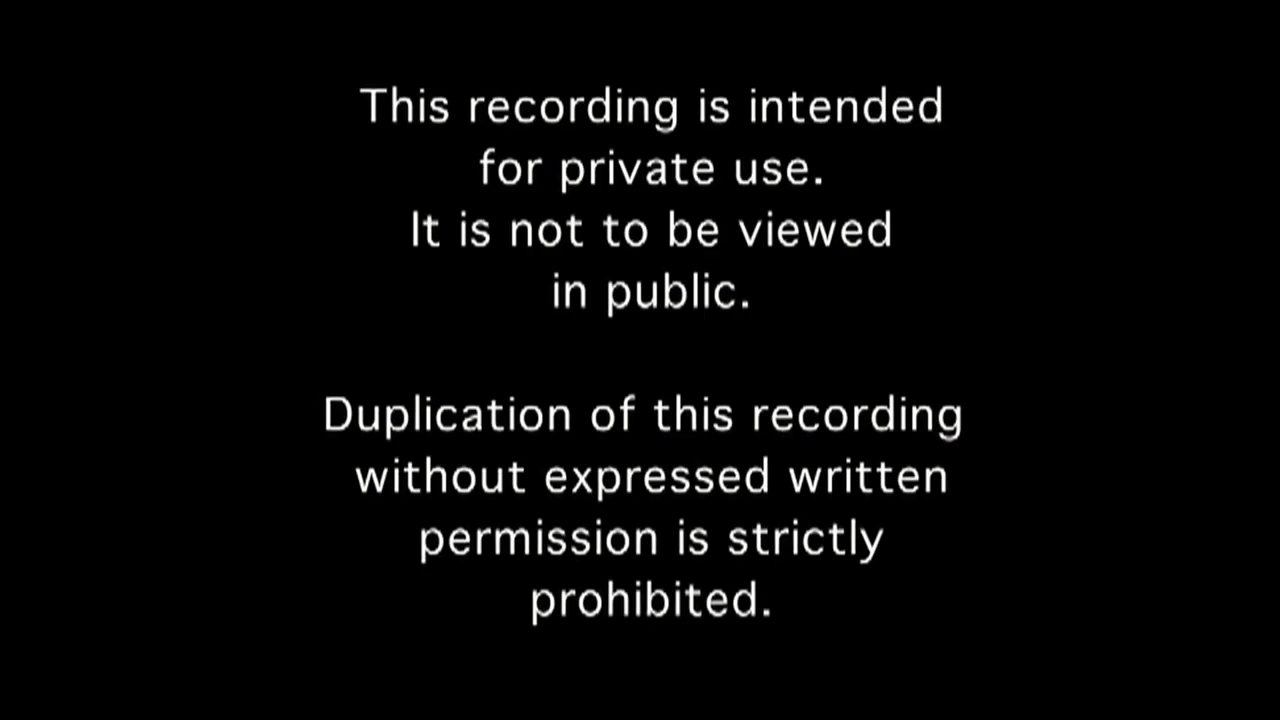 This recording is intended
for private use.
It is not to be viewed
in public.
Duplication of this recording
without expressed written
permission is strictly
prohibited.